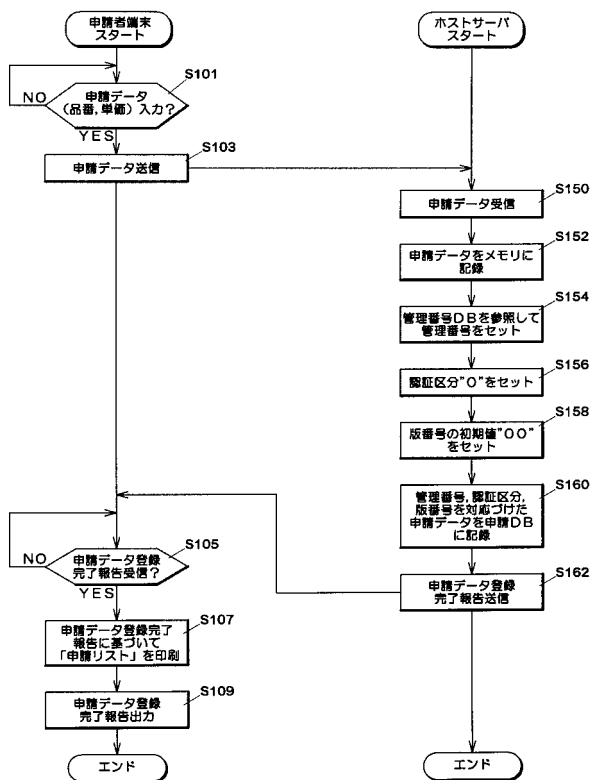 申請者端末
スタート
S101
申請データ
(品番,単価)入力?
NO
YES
S103
申請データ送信
S105
申請データ登録
完了報告受信?
NO
YES
S107
申請データ登録完了
報告に基づいて
「申請リスト」を印刷
S109
申請データ登録
完了報告出力
エンド
ホストサーバ
スタート
S150
申請データ受信
S152
申請データをメモリに
記録
S154
管理番号DBを参照して
管理番号をセット
S156
認証区分"0"をセット
S158
版番号の初期値"00"
をセット
S160
管理番号,認証区分,
版番号を対応づけた
申請データを申請DB
に記録
S162
申請データ登録
完了報告送信
エンド